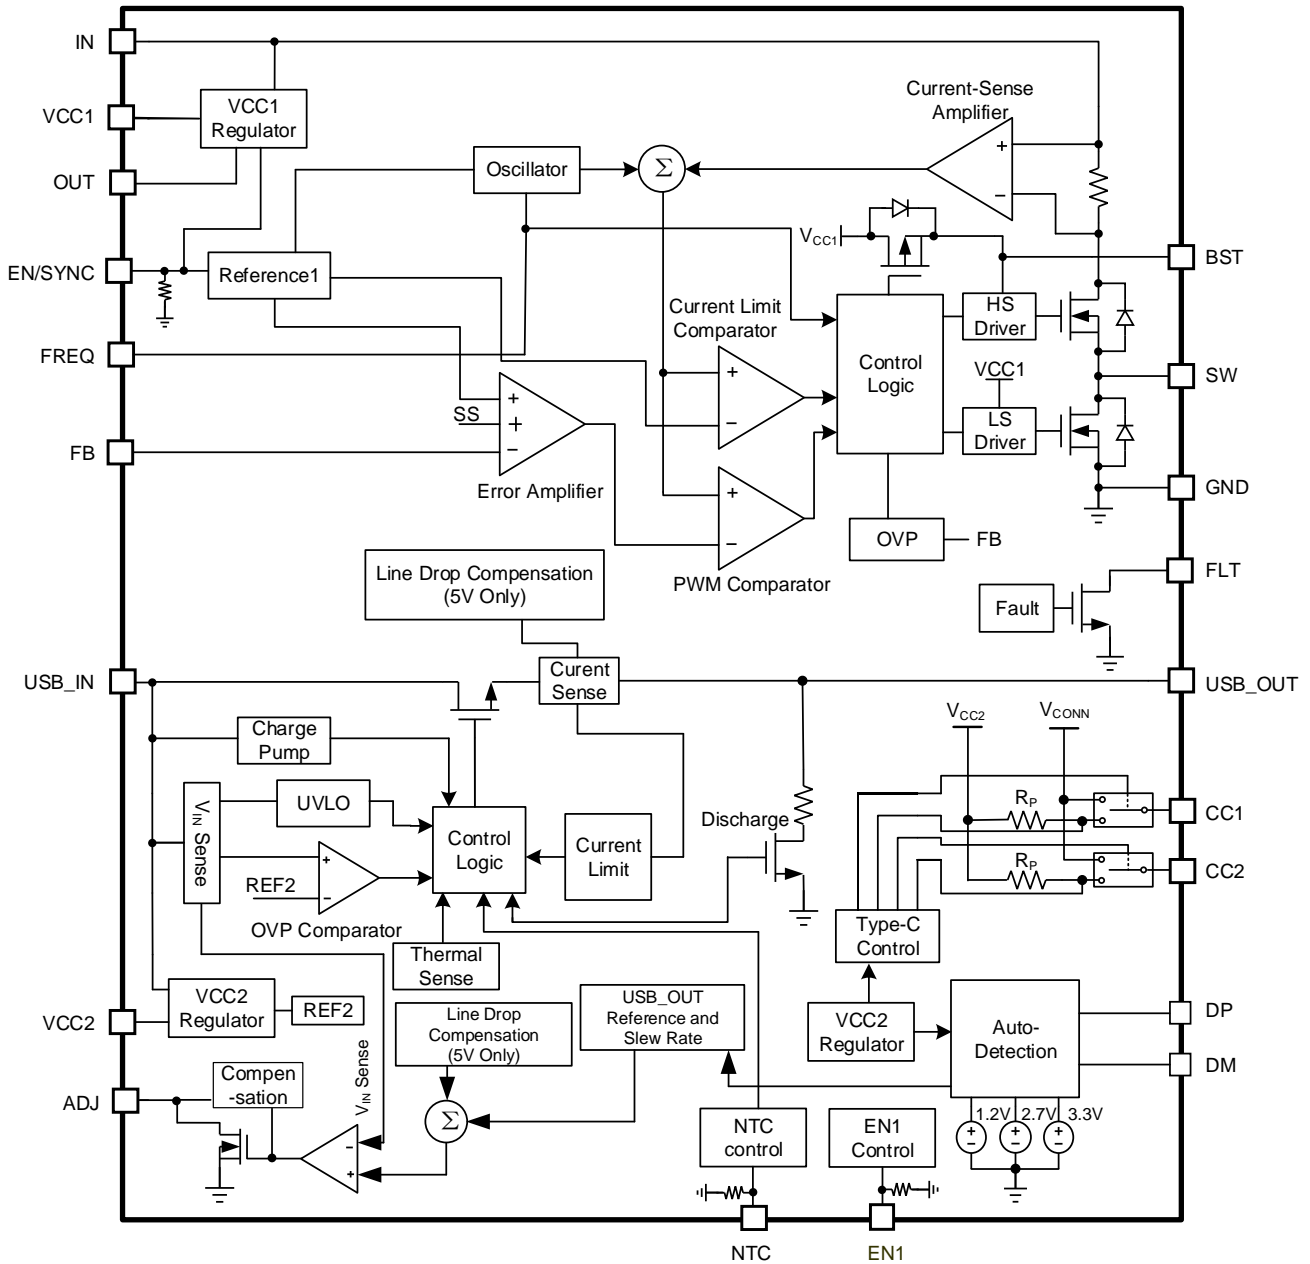 IN
VCC1
OUT
EN/SYNC
FREQ
FB
USB_IN
VCC2
ADJ
VCC1
Regulator
Oscillator
Σ
Current-Sense
Amplifier
+
−
Reference1
VCC1
Current Limit
Comparator
+
−
Control
Logic
HS
Driver
VCC1
LS
Driver
SS
+
+
−
Error Amplifier
+
−
PWM Comparator
OVP
FB
Fault
BST
SW
GND
FLT
USB_OUT
CC1
CC2
DP
DM
Line Drop Compensation
(5V Only)
Curent
Sense
Charge
Pump
VIN Sense
UVLO
REF2
+
−
OVP Comparator
Control
Logic
Current
Limit
Thermal
Sense
Discharge
VCC2
VCONN
RP
RP
Type-C
Control
VCC2
Regulator
REF2
Line Drop
Compensation
(5V Only)
USB_OUT
Reference and
Slew Rate
VCC2
Regulator
Auto-
Detection
1.2V
2.7V
3.3V
+
−
+
−
+
−
Compen
-sation
VIN Sense
−
+
Σ
NTC
control
EN1
Control
NTC
EN1